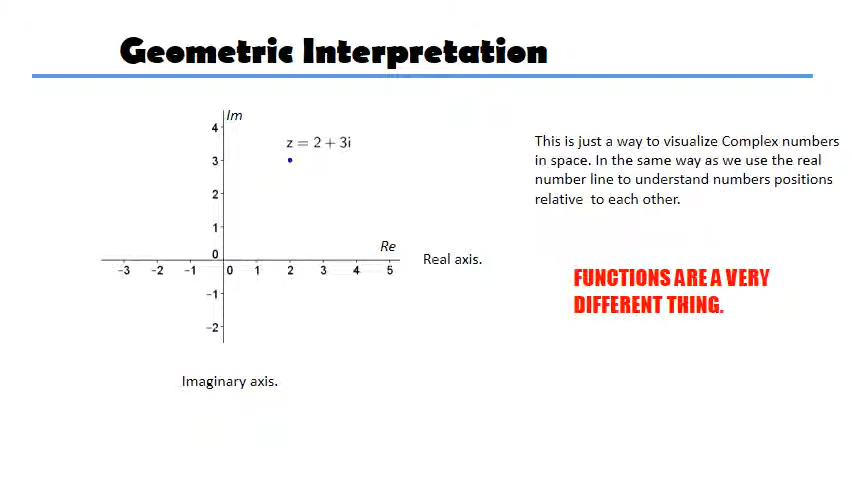 Geometric Interpretation
Im
4
z = 2 + 3i
3
2
1
0
Re
Real axis.
−3 −2 −1 0 1 2 3 4 5
−1
−2
Imaginary axis.
This is just a way to visualize Complex numbers
in space. In the same way as we use the real
number line to understand numbers positions
relative to each other.
FUNCTIONS ARE A VERY
DIFFERENT THING.